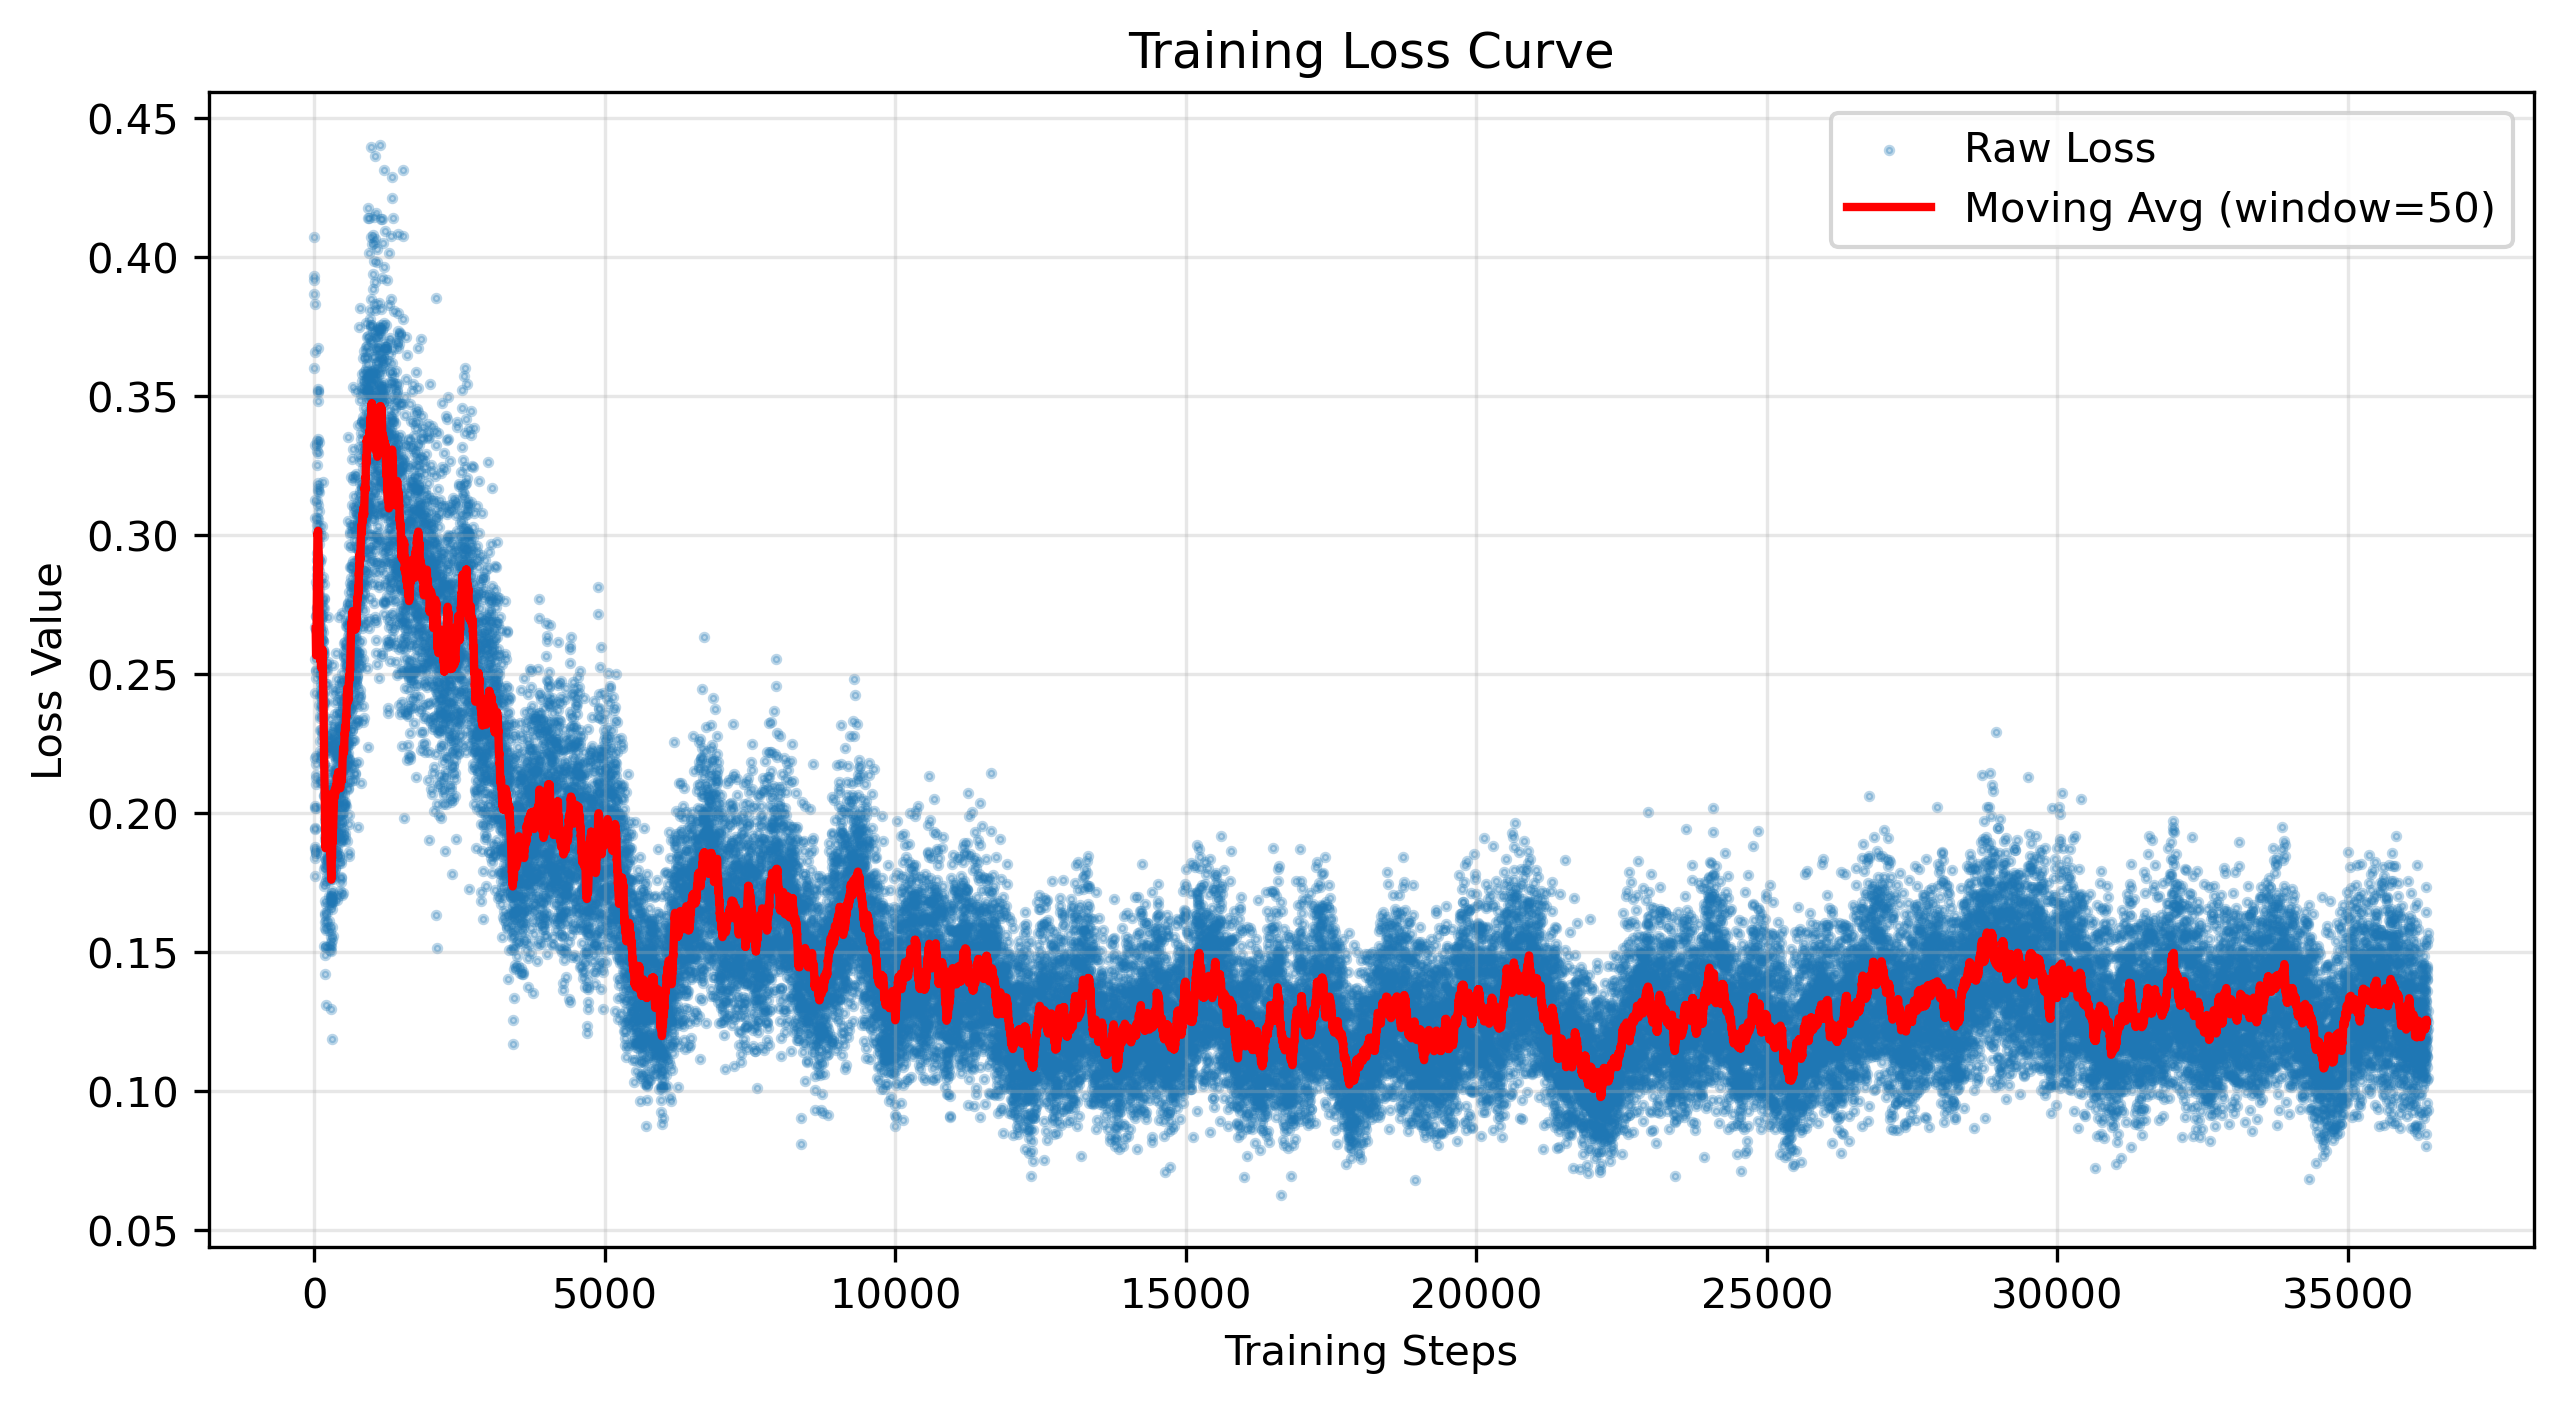 Training Loss Curve
Raw Loss
Moving Avg (window=50)
Loss Value
0.45
0.40
0.35
0.30
0.25
0.20
0.15
0.10
0.05
0 5000 10000 15000 20000 25000 30000 35000
Training Steps